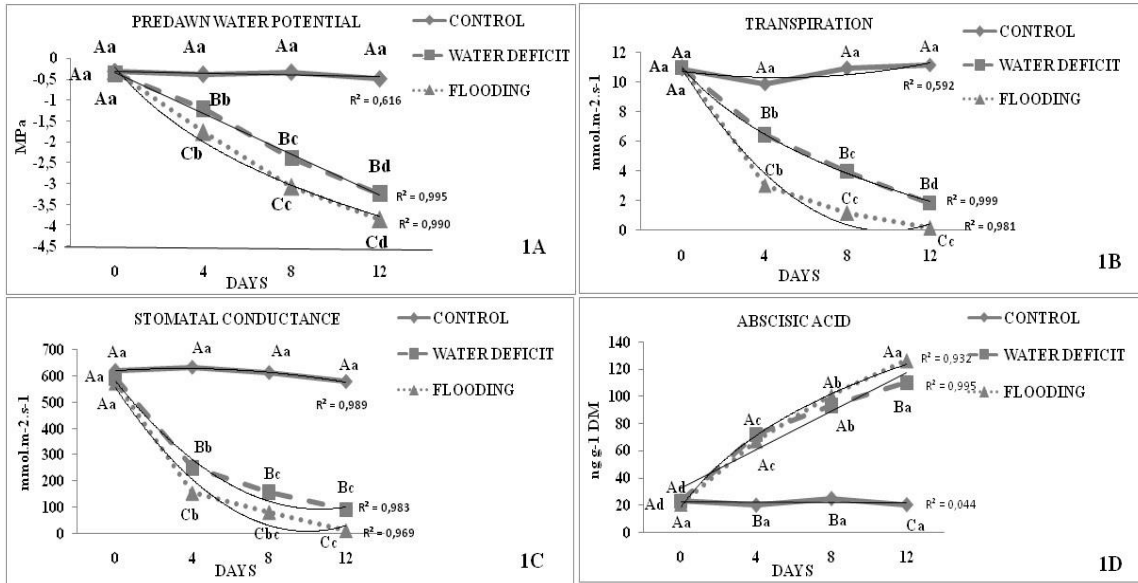 PREDAWN WATER POTENTIAL
CONTROL
WATER DEFICIT
FLOODING
MPa
0
-0,5
-1
-1,5
-2
-2,5
-3
-3,5
-4
-4,5
Aa Aa Aa Aa
Aa
Aa
Bb Bc Bd
Cb Cc Cd
R² = 0,616
R² = 0,995
R² = 0,990
0 4 8 12
DAYS
1A
TRANSPIRATION
CONTROL
WATER DEFICIT
FLOODING
mmol.m-2.s-1
12
10
8
6
4
2
0
Aa Aa Aa Aa
Aa
Aa
Bb Bc Bd
Cb Cc Cc
R² = 0,592
R² = 0,999
R² = 0,981
0 4 8 12
DAYS
1B
STOMATAL CONDUCTANCE
CONTROL
WATER DEFICIT
FLOODING
mmol.m-2.s-1
700
600
500
400
300
200
100
0
Aa Aa Aa Aa
Aa
Aa
Bb Bc Bc
Cb Cbc Cc
R² = 0,989
R² = 0,983
R² = 0,969
0 4 8 12
DAYS
1C
ABSCISIC ACID
CONTROL
WATER DEFICIT
FLOODING
ng g-1 DM
140
120
100
80
60
40
20
0
Ad Ac Ab Aa
Ad Ac Ab Ba
Aa Ba Ba Ca
R² = 0,932
R² = 0,995
R² = 0,044
0 4 8 12
DAYS
1D